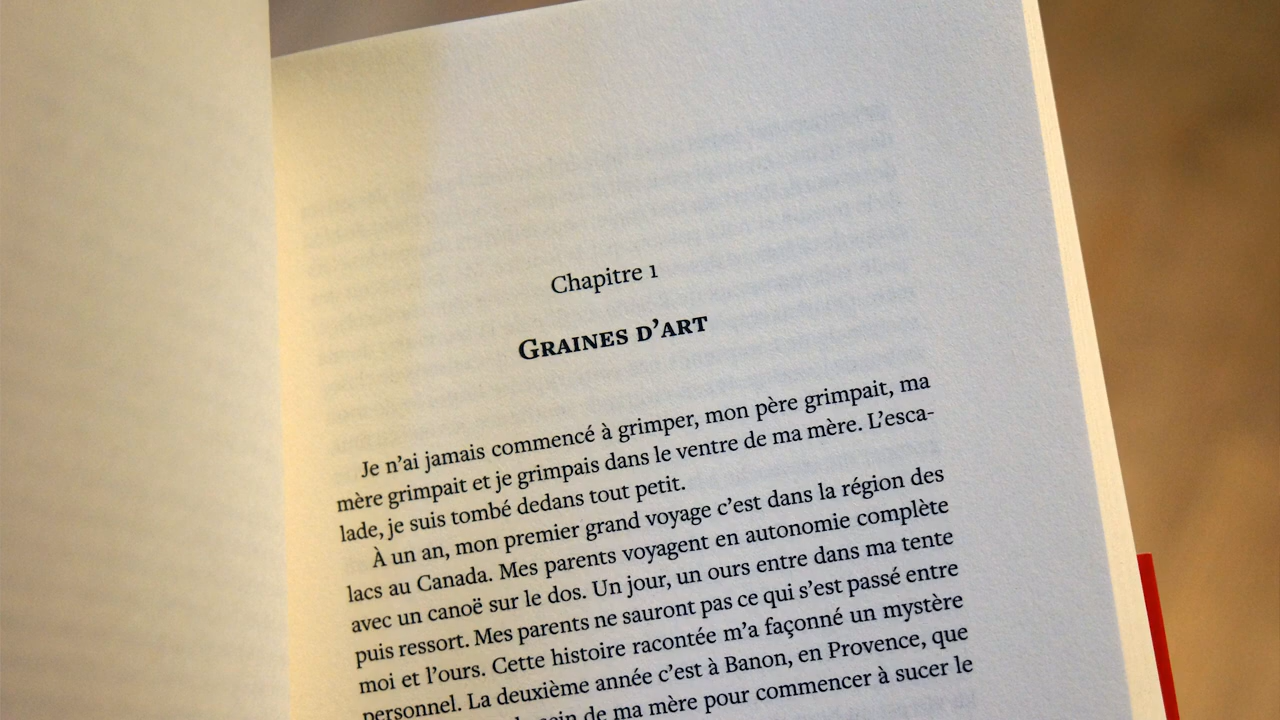 Chapitre 1
GRAINES D’ART
Je n’ai jamais commencé à grimper, mon père grimpait, ma
mère grimpait et je grimpais dans le ventre de ma mère. L’esca-
lade, je suis tombé dedans tout petit.
À un an, mon premier grand voyage c’est dans la région des
lacs au Canada. Mes parents voyagent en autonomie complète
avec un canoë sur le dos. Un jour, un ours entre dans ma tente
puis ressort. Mes parents ne sauront pas ce qui s’est passé entre
moi et l’ours. Cette histoire racontée m’a façonné un mystère
personnel. La deuxième année c’est à Banon, en Provence, que
sein de ma mère pour commencer à sucer le